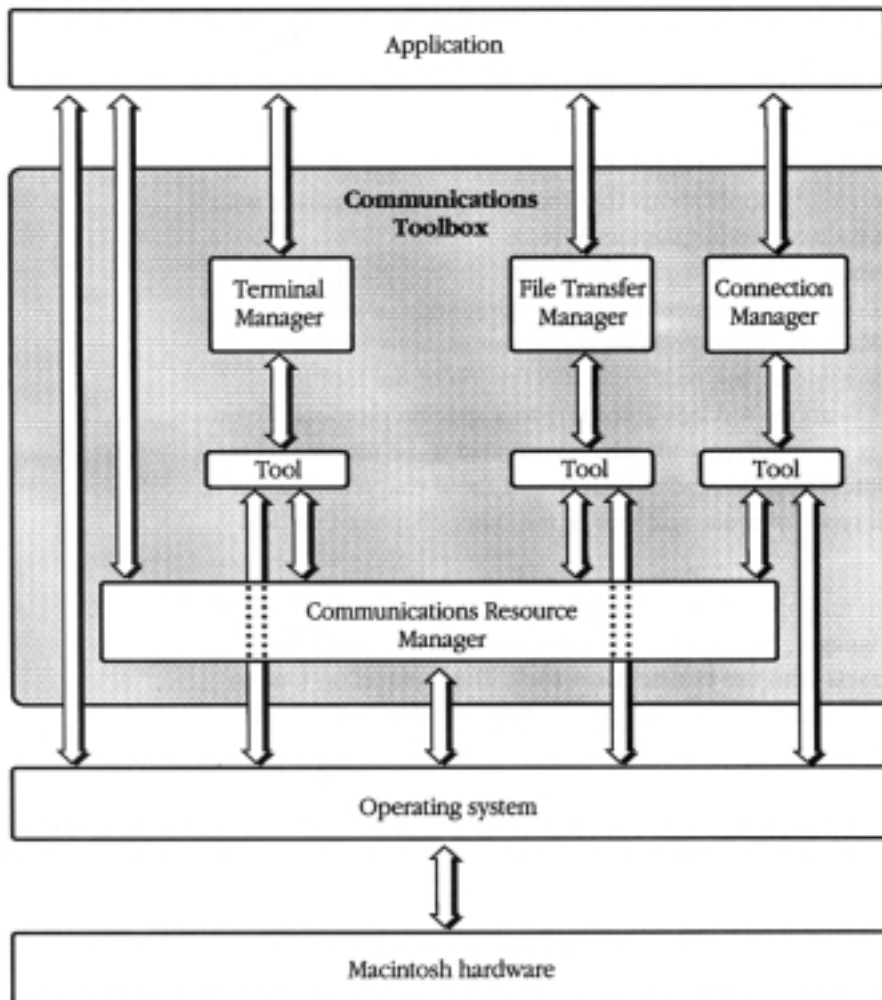 Application
Communications
Toolbox
Terminal
Manager
File Transfer
Manager
Connection
Manager
Tool
Tool
Tool
Communications Resource
Manager
Operating system
Macintosh hardware